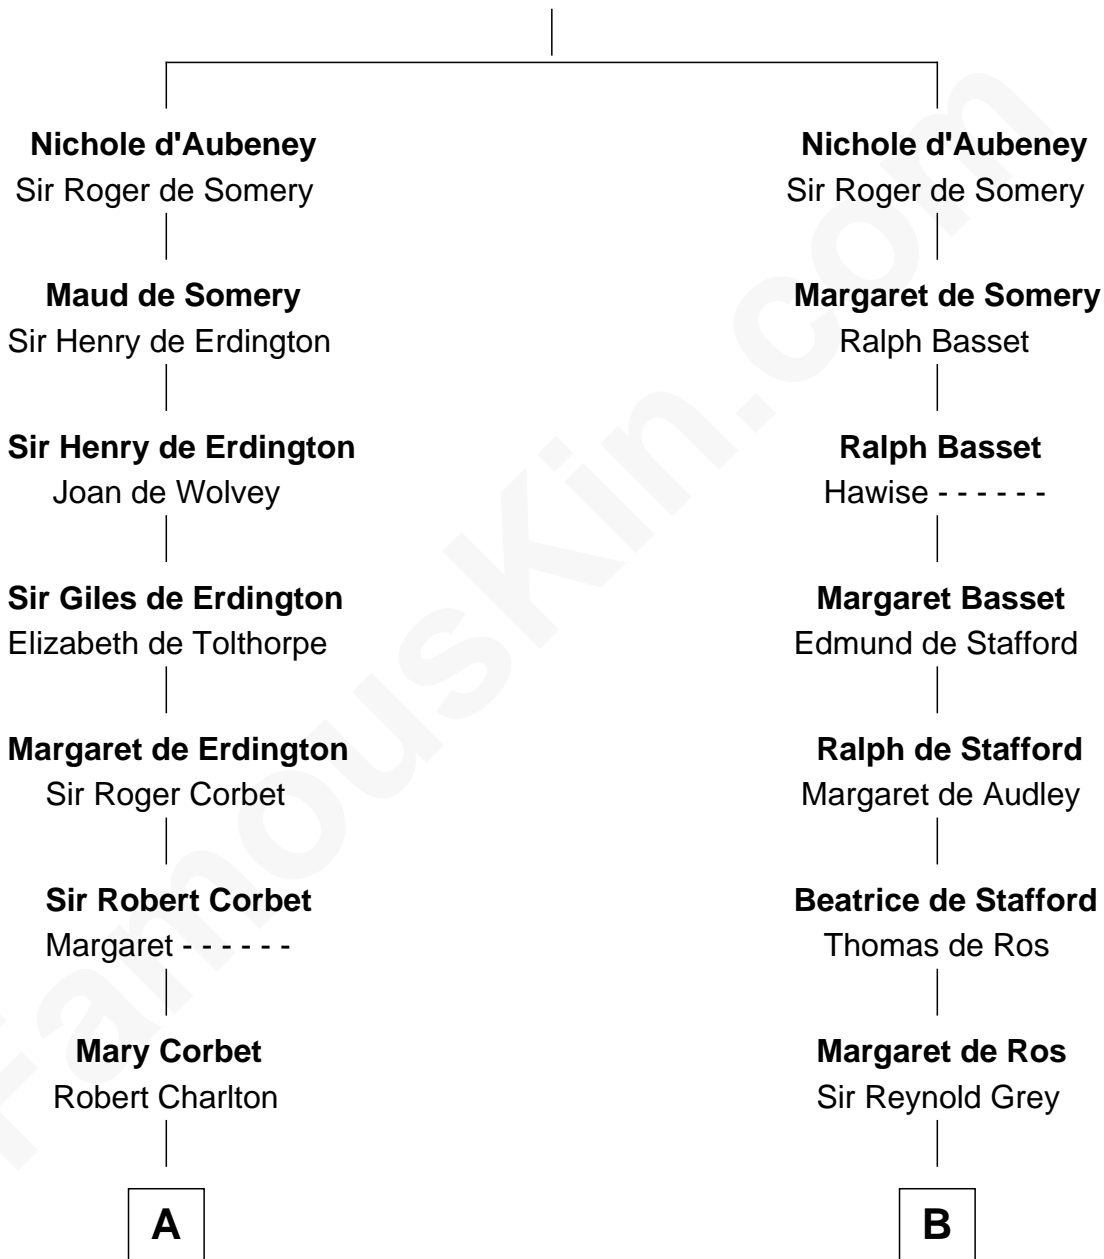 Nichole d'Aubeney
Sir Roger de Somery
Maud de Somery
Sir Henry de Erdington
Sir Henry de Erdington
Joan de Wolvey
Sir Giles de Erdington
Elizabeth de Tolthorpe
Margaret de Erdington
Sir Roger Corbet
Sir Robert Corbet
Margaret - - - - - -
Mary Corbet
Robert Charlton
A
Nichole d'Aubeney
Sir Roger de Somery
Margaret de Somery
Ralph Basset
Ralph Basset
Hawise - - - - - -
Margaret Basset
Edmund de Stafford
Ralph de Stafford
Margaret de Audley
Beatrice de Stafford
Thomas de Ros
Margaret de Ros
Sir Reynold Grey
B
FamousKin.com